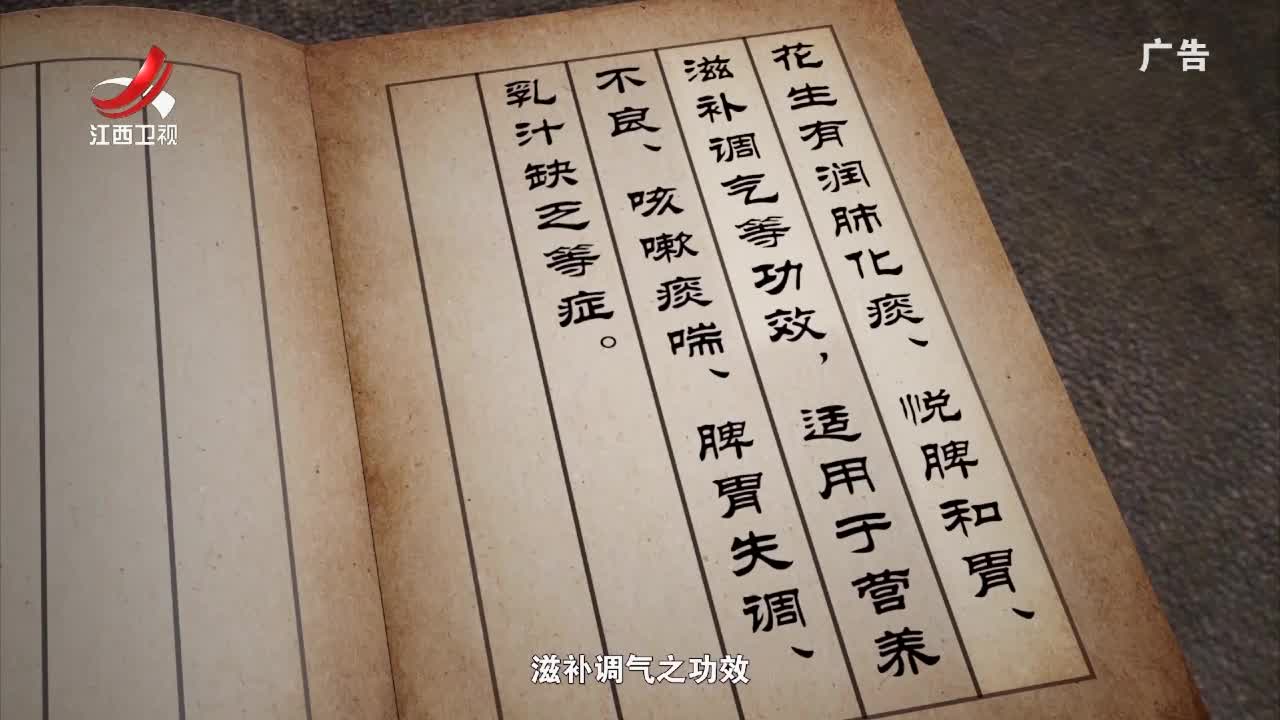 江西卫视
广告
花生有润肺化痰、悦脾和胃、
滋补调气等功效，适用于营养
不良、咳嗽痰喘、脾胃失调、
乳汁缺乏等症。
滋补调气之功效